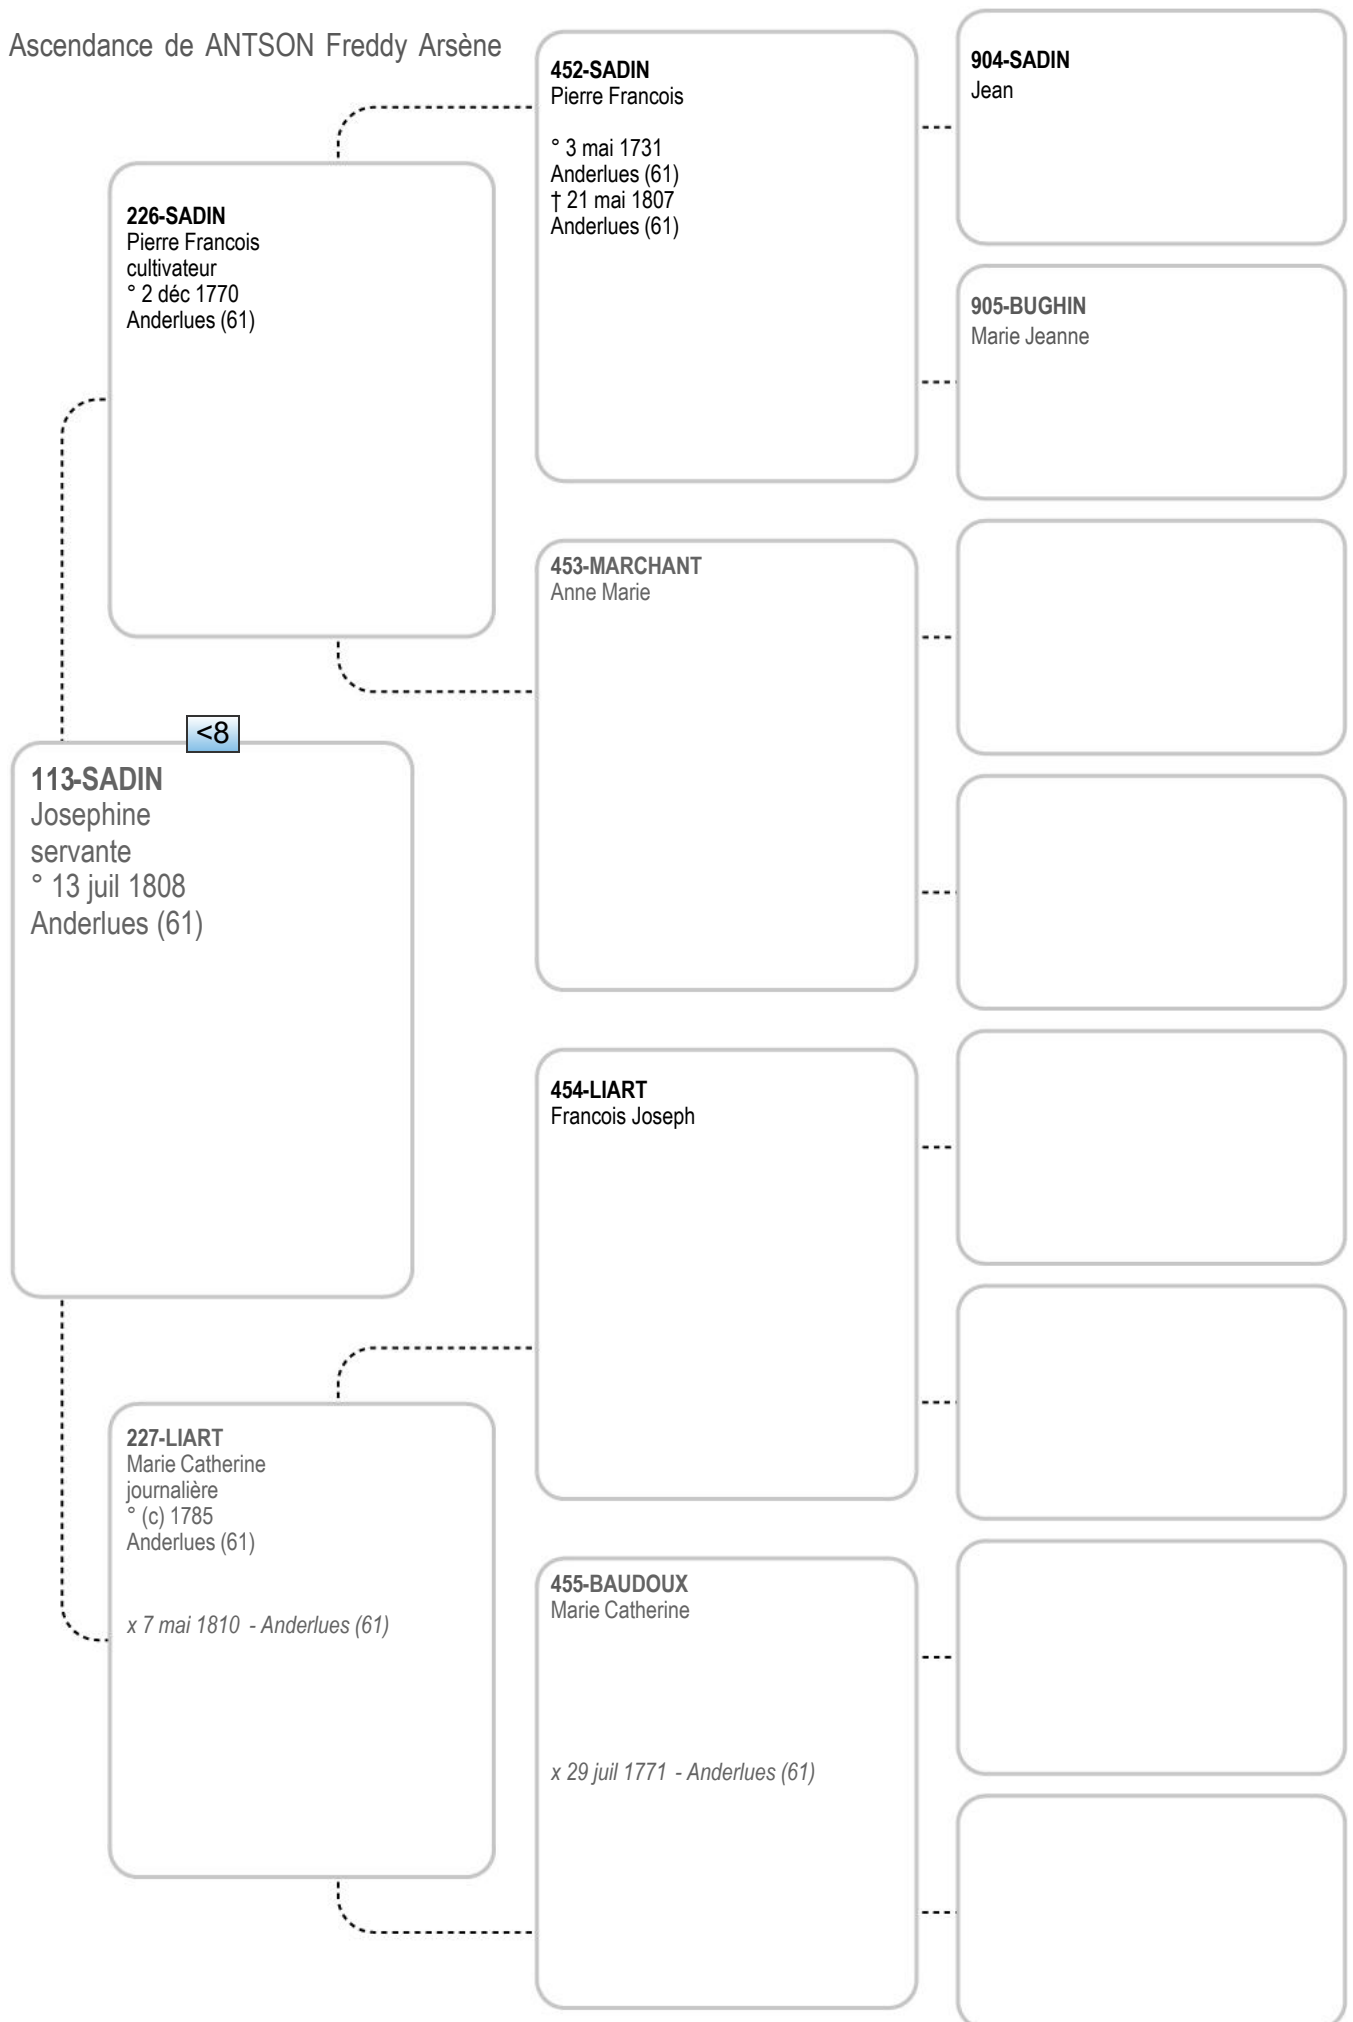 Ascendance de ANTSON Freddy Arsène
452-SADIN
Pierre Francois
° 3 mai 1731
Anderlues (61)
† 21 mai 1807
Anderlues (61)
904-SADIN
Jean
226-SADIN
Pierre Francois
cultivateur
° 2 déc 1770
Anderlues (61)
905-BUGHIN
Marie Jeanne
453-MARCHANT
Anne Marie
<8
113-SADIN
Josephine
servante
° 13 juil 1808
Anderlues (61)
454-LIART
Francois Joseph
227-LIART
Marie Catherine
journalière
° (c) 1785
Anderlues (61)
x 7 mai 1810 - Anderlues (61)
455-BAUDOUX
Marie Catherine
x 29 juil 1771 - Anderlues (61)